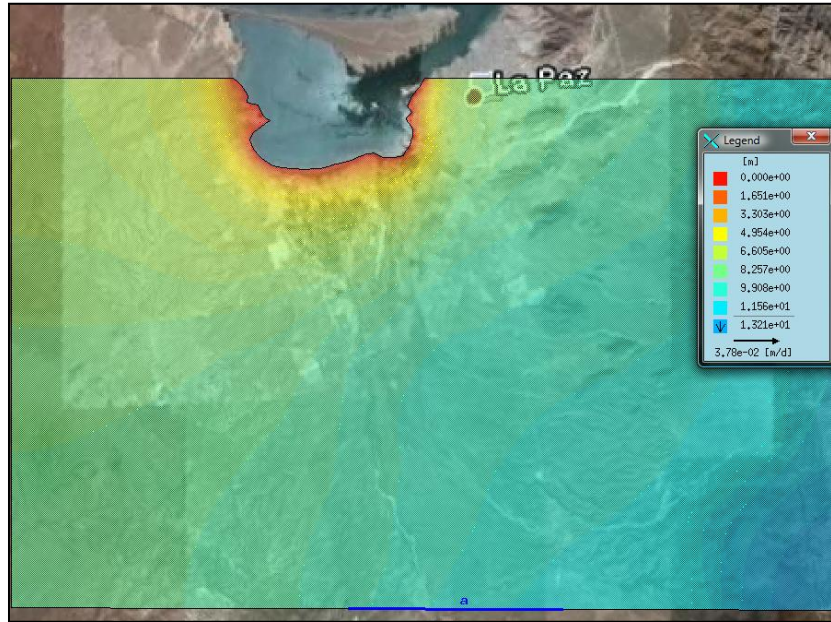 La Paz
Legend
X
[m]
0.000e+00
1.651e+00
3.303e+00
4.954e+00
6.605e+00
8.257e+00
9.908e+00
1.156e+01
1.321e+01
3.78e-02 [m/d]
a